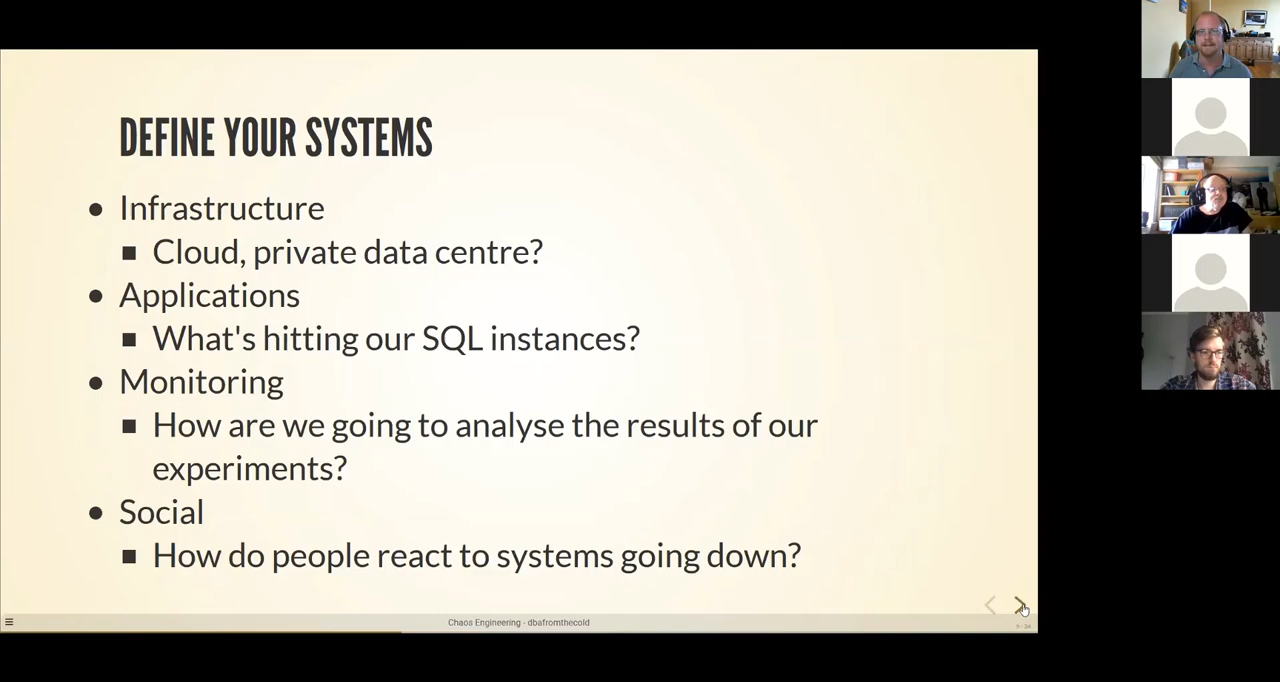 DEFINE YOUR SYSTEMS
Infrastructure
Cloud, private data centre?
Applications
What's hitting our SQL instances?
Monitoring
How are we going to analyse the results of our
experiments?
Social
How do people react to systems going down?
Chaos Engineering - dbafromthecold